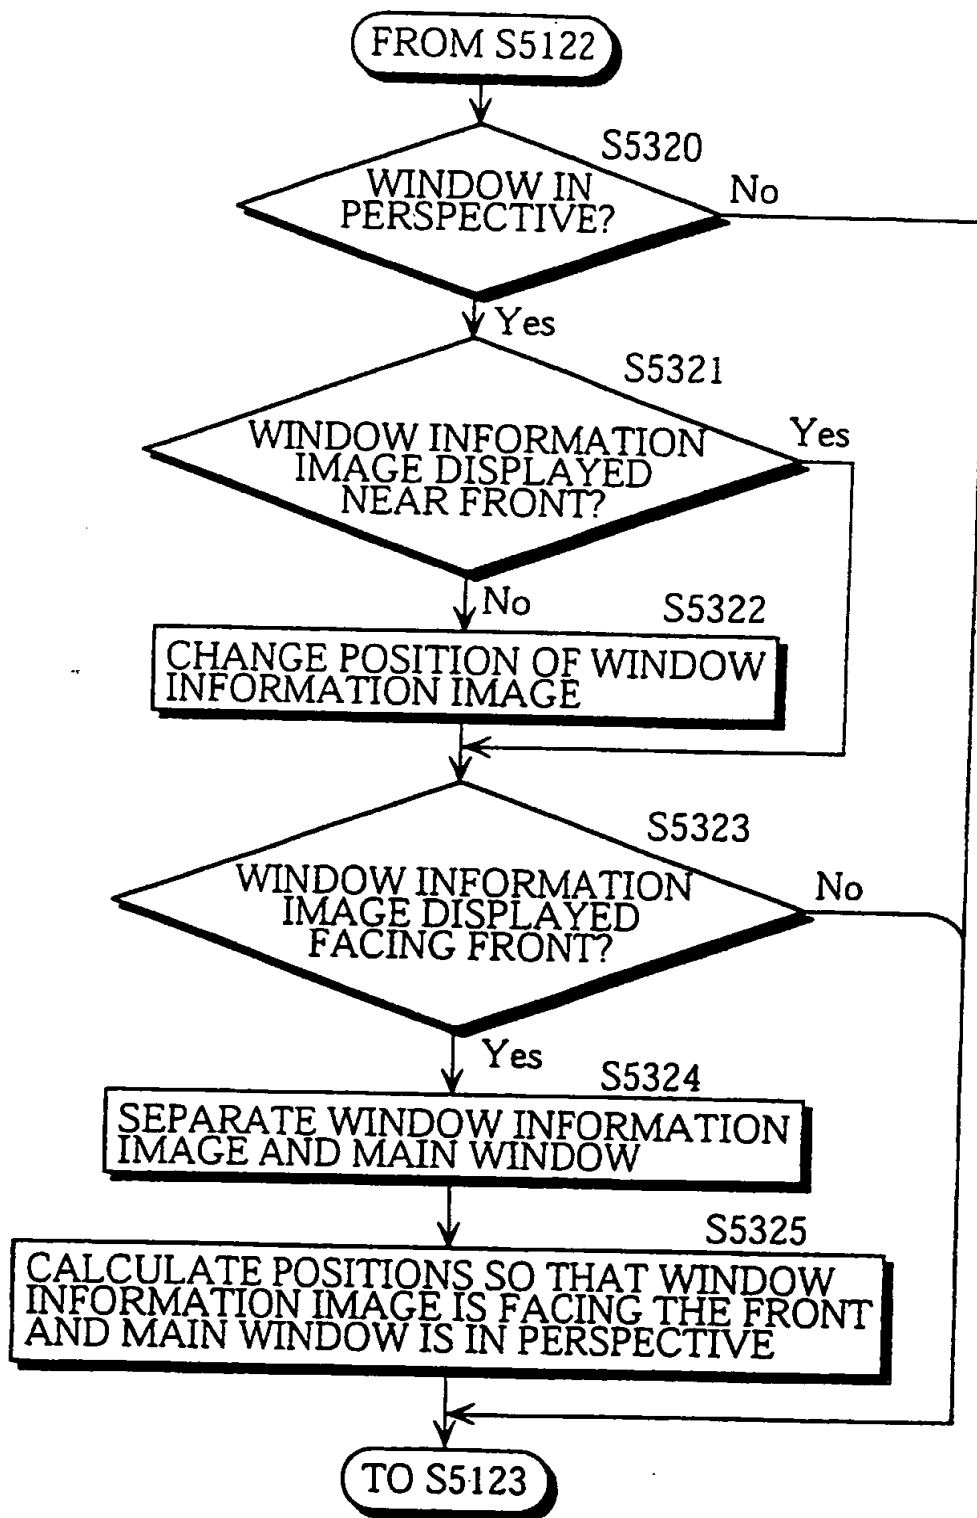 FROM S5122
S5320
WINDOW IN
PERSPECTIVE?
No
Yes
S5321
WINDOW INFORMATION
IMAGE DISPLAYED
NEAR FRONT?
Yes
No
S5322
CHANGE POSITION OF WINDOW
INFORMATION IMAGE
S5323
WINDOW INFORMATION
IMAGE DISPLAYED
FACING FRONT?
No
Yes
S5324
SEPARATE WINDOW INFORMATION
IMAGE AND MAIN WINDOW
S5325
CALCULATE POSITIONS SO THAT WINDOW
INFORMATION IMAGE IS FACING THE FRONT
AND MAIN WINDOW IS IN PERSPECTIVE
TO S5123